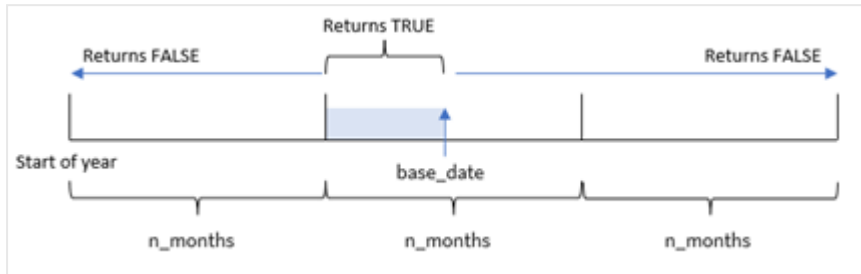 Returns TRUE
Returns FALSE
Returns FALSE
Start of year
base_date
n_months
n_months
n_months